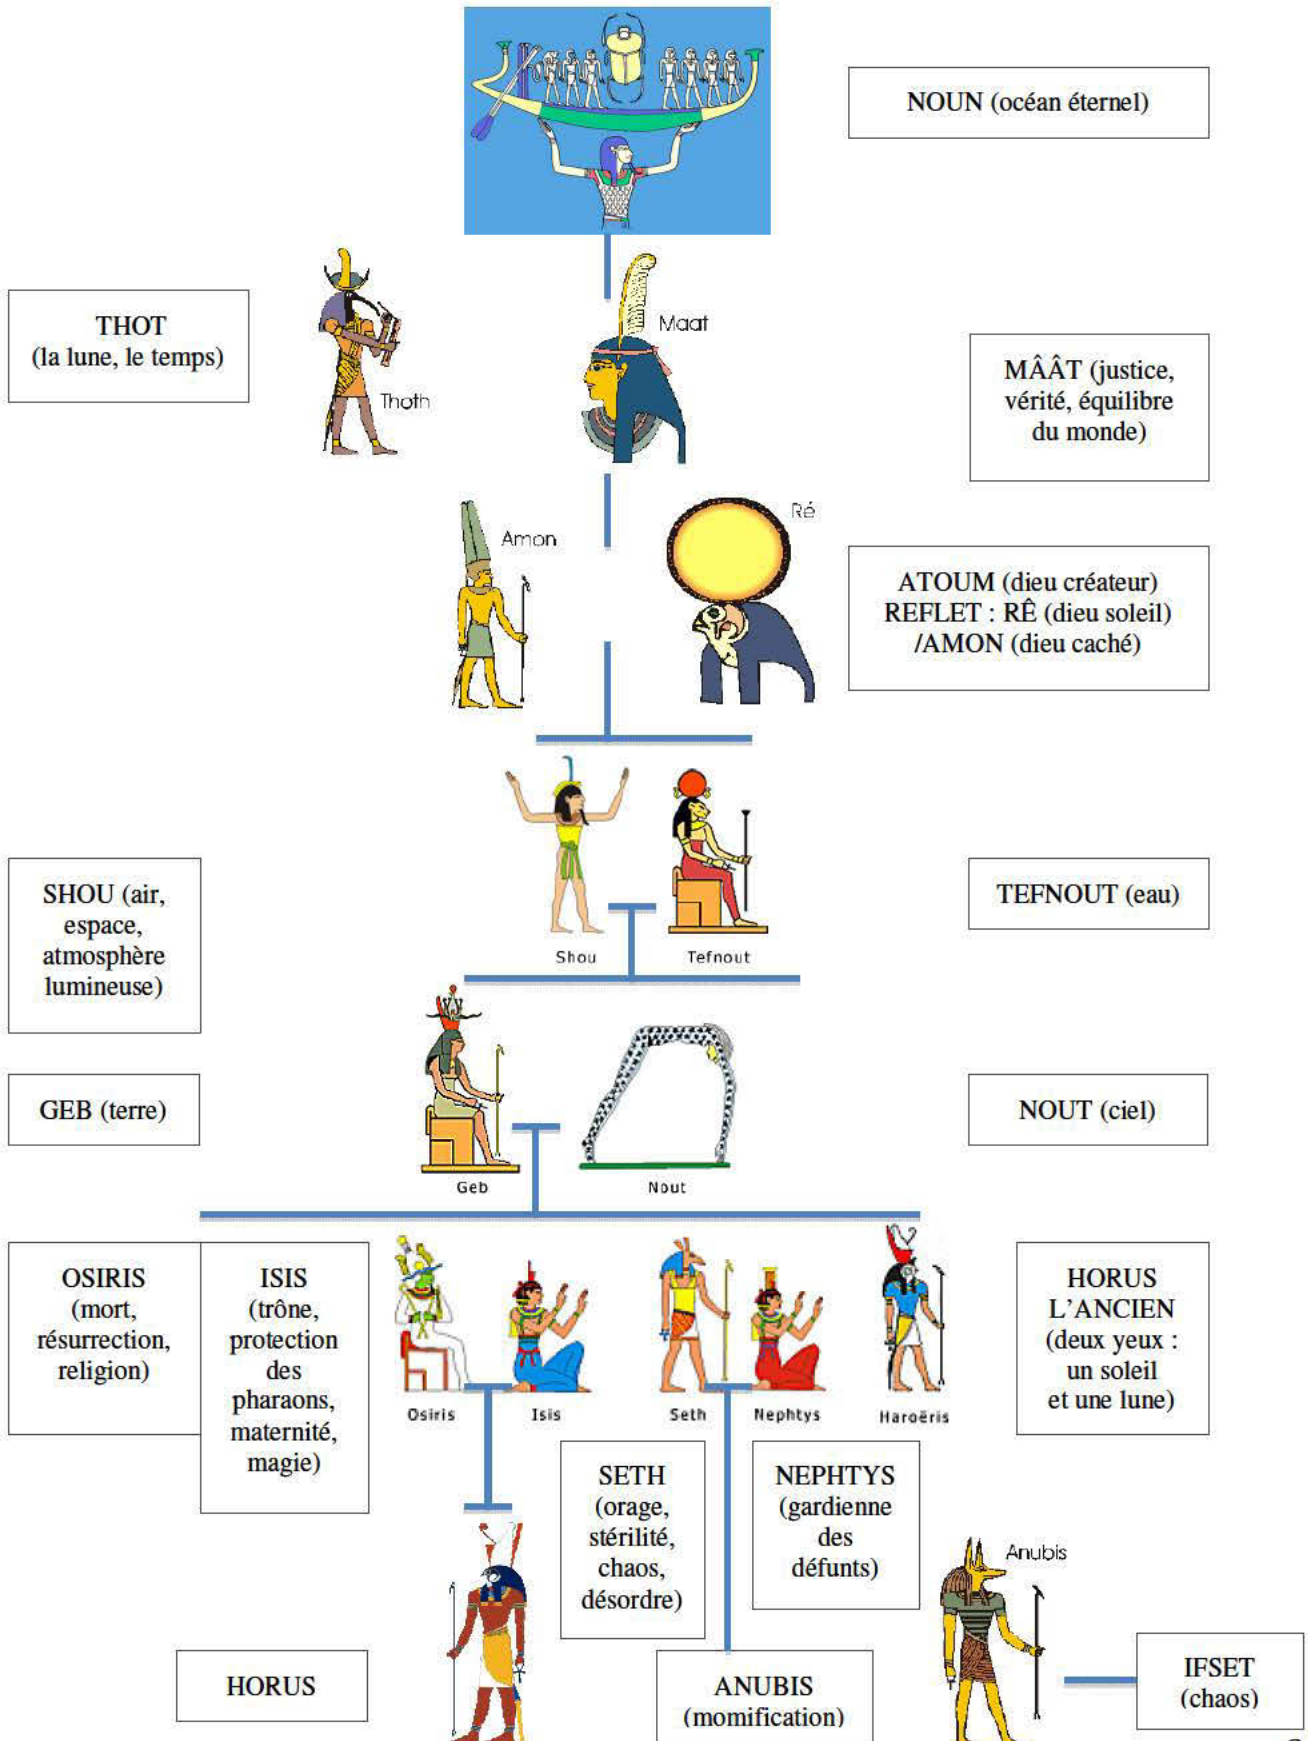 NOUN (océan éternel)
THOT
(la lune, le temps)
Thoth
Maat
MÂÂT (justice,
vérité, équilibre
du monde)
Amon
Ré
ATOUM (dieu créateur)
REFLET : RÊ (dieu soleil)
/AMON (dieu caché)
SHOU (air,
espace,
atmosphère
lumineuse)
Shou
Tefnout
TEFNOUT (eau)
GEB (terre)
Geb
Nout
NOUT (ciel)
OSIRIS
(mort,
résurrection,
religion)
ISIS
(trône,
protection
des
pharaons,
maternité,
magie)
Osiris
Isis
Seth
Nephtys
Haroëris
HORUS
L'ANCIEN
(deux yeux :
un soleil
et une lune)
SETH
(orage,
stérilité,
chaos,
désordre)
NEPHTYS
(gardienne
des
défunts)
Anubis
HORUS
ANUBIS
(momification)
IFSET
(chaos)